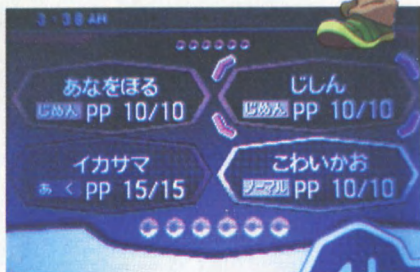 3:38 AM
あなをほる
じめん PP 10/10
じしん
じめん PP 10/10
イカサマ
あく PP 15/15
こわいかお
ノーマル PP 10/10